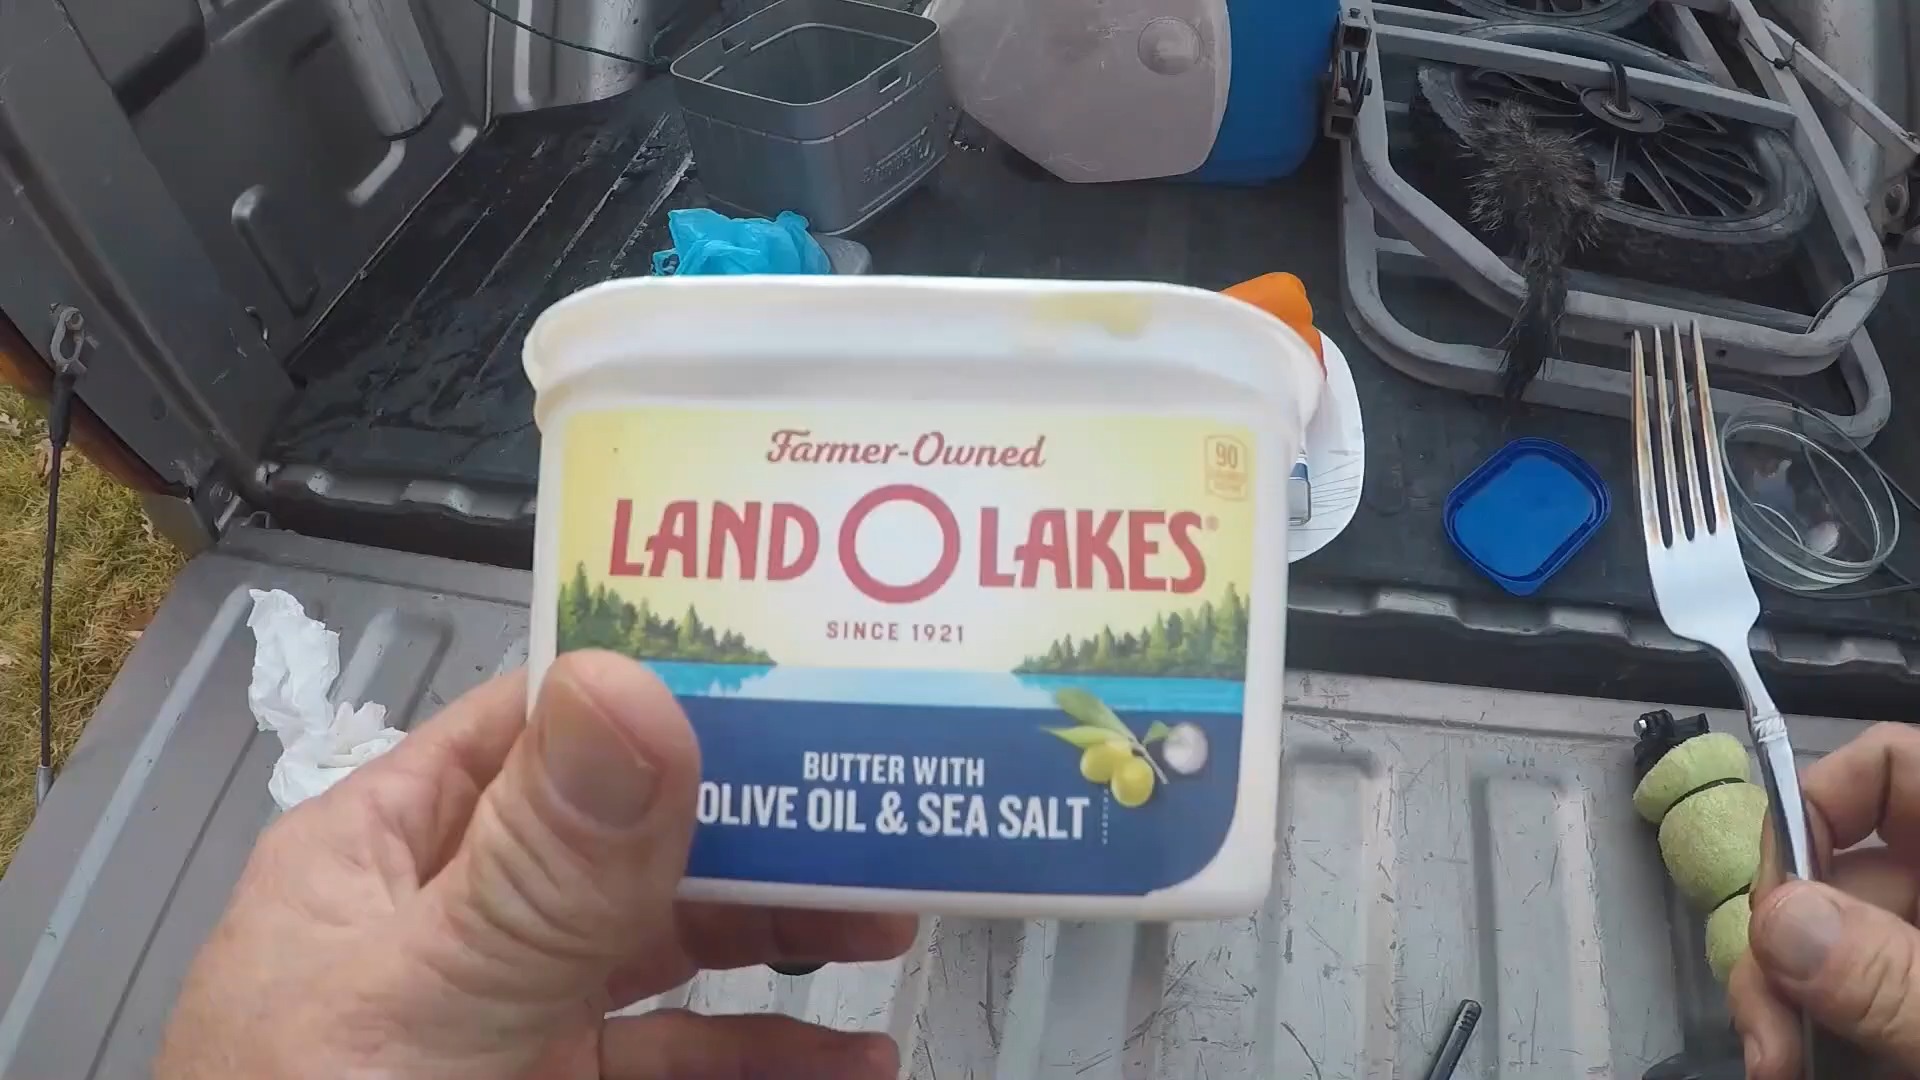 Farmer-Owned
LAND O LAKES®
90
SINCE 1921
BUTTER WITH
OLIVE OIL & SEA SALT